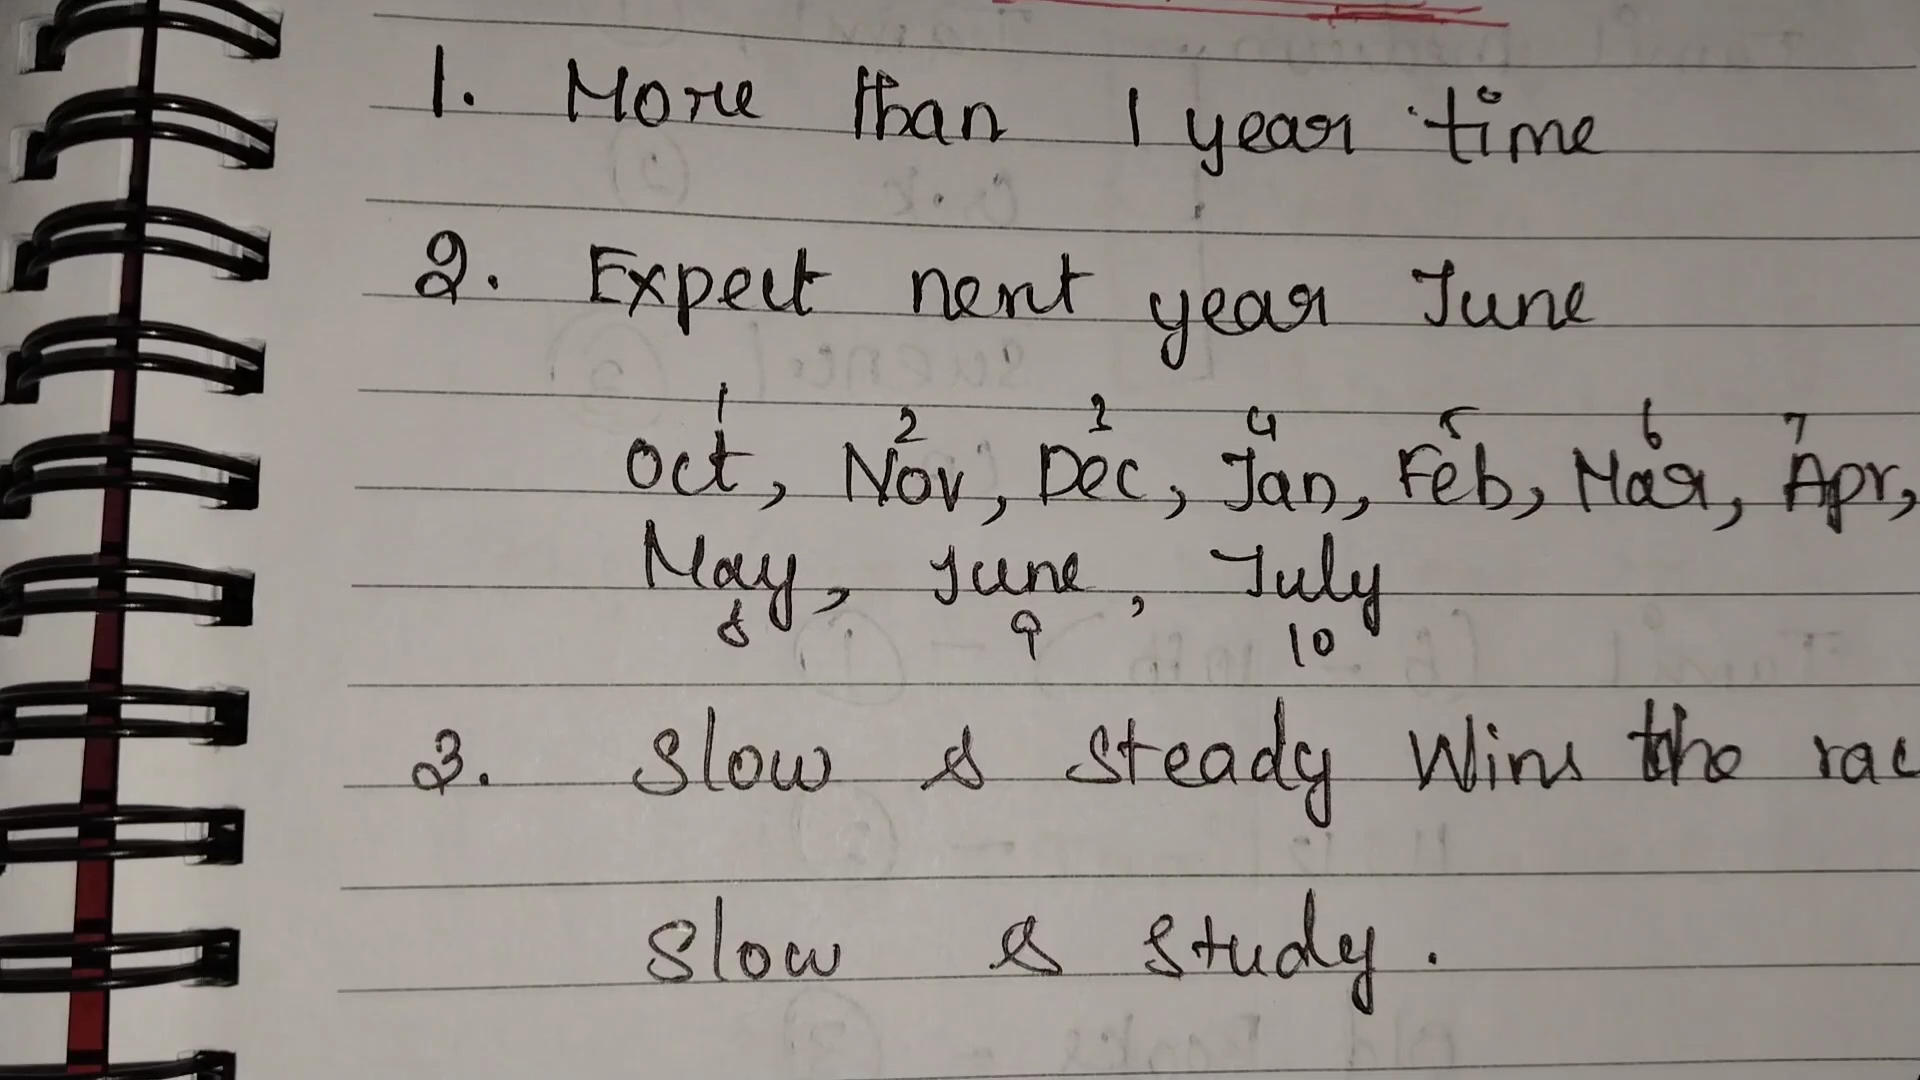 1. More than 1 year time
2. Expect next year June
1 2 3 4 5 6 7
Oct, Nov, Dec, Jan, Feb, Mar, Apr,
May, June, July
8 9 10
3. Slow & Steady Wins the rac
Slow & Study.